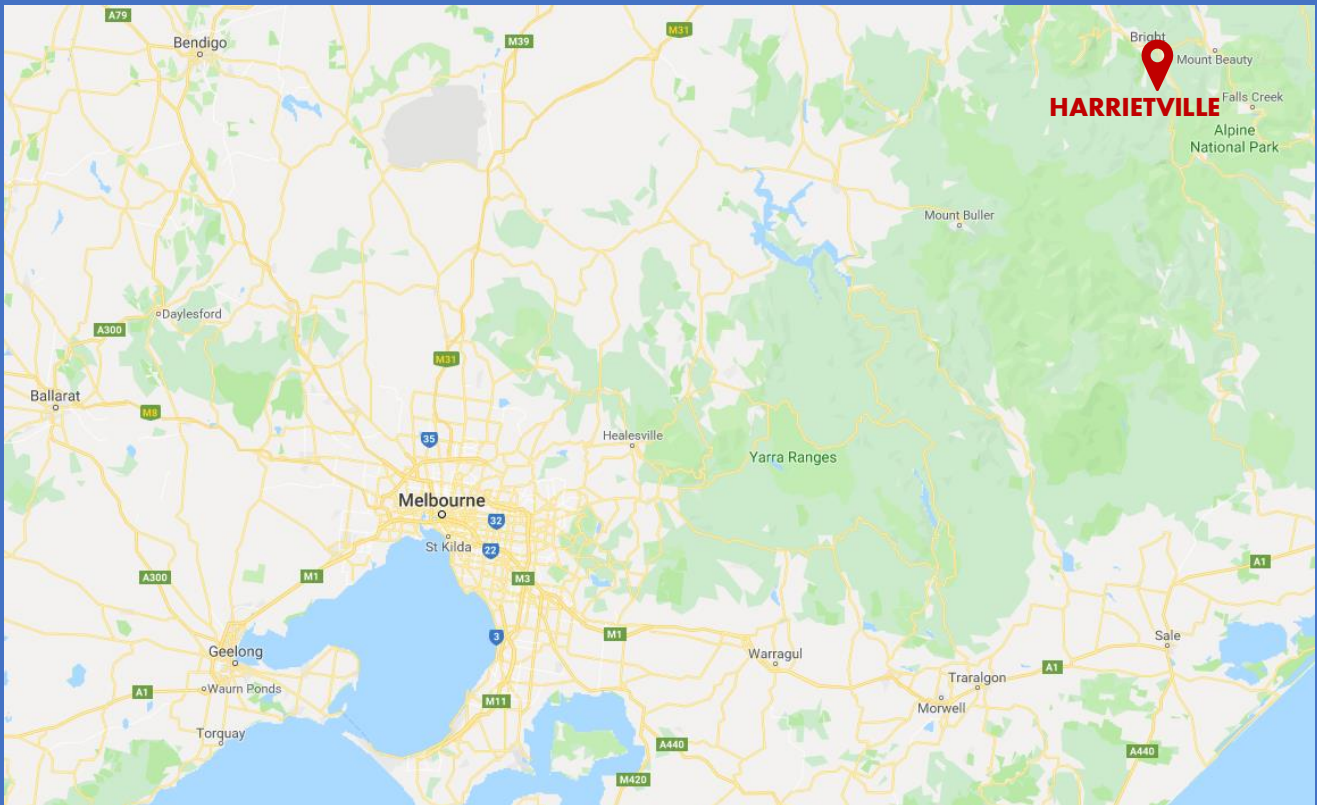 A79
Bendigo
M39
M31
Bright
Mount Beauty
HARRIETVILLE
Falls Creek
Alpine
National Park
Mount Buller
Daylesford
A300
M31
Ballarat
M8
35
Healesville
Yarra Ranges
Melbourne
32
St Kilda
22
A300
M1
M3
A1
3
M1
Sale
Geelong
Warragul
A1
Traralgon
A1
Waurn Ponds
M11
Morwell
Torquay
A440
A440
M420